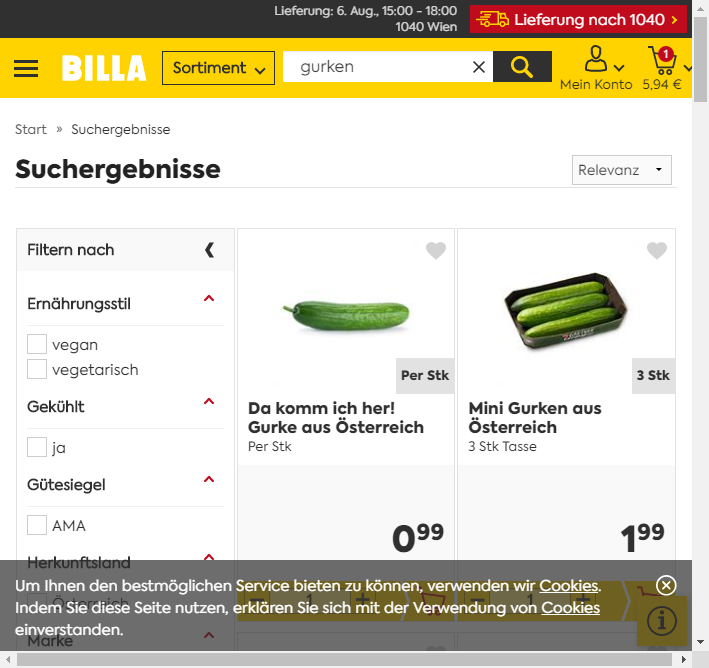 Lieferung: 6. Aug., 15:00 - 18:00
1040 Wien
Lieferung nach 1040
BILLA
Sortiment
gurken
Mein Konto
1
5,94 €
Start » Suchergebnisse
Suchergebnisse
Relevanz
Filtern nach
Ernährungsstil
vegan
vegetarisch
Gekühlt
ja
Gütesiegel
AMA
Herkunftsland
Österreich
Marke
Per Stk
Da komm ich her!
Gurke aus Österreich
Per Stk
0 99
1
3 Stk
Mini Gurken aus
Österreich
3 Stk Tasse
1 99
1
Um Ihnen den bestmöglichen Service bieten zu können, verwenden wir Cookies.
Indem Sie diese Seite nutzen, erklären Sie sich mit der Verwendung von Cookies
einverstanden.